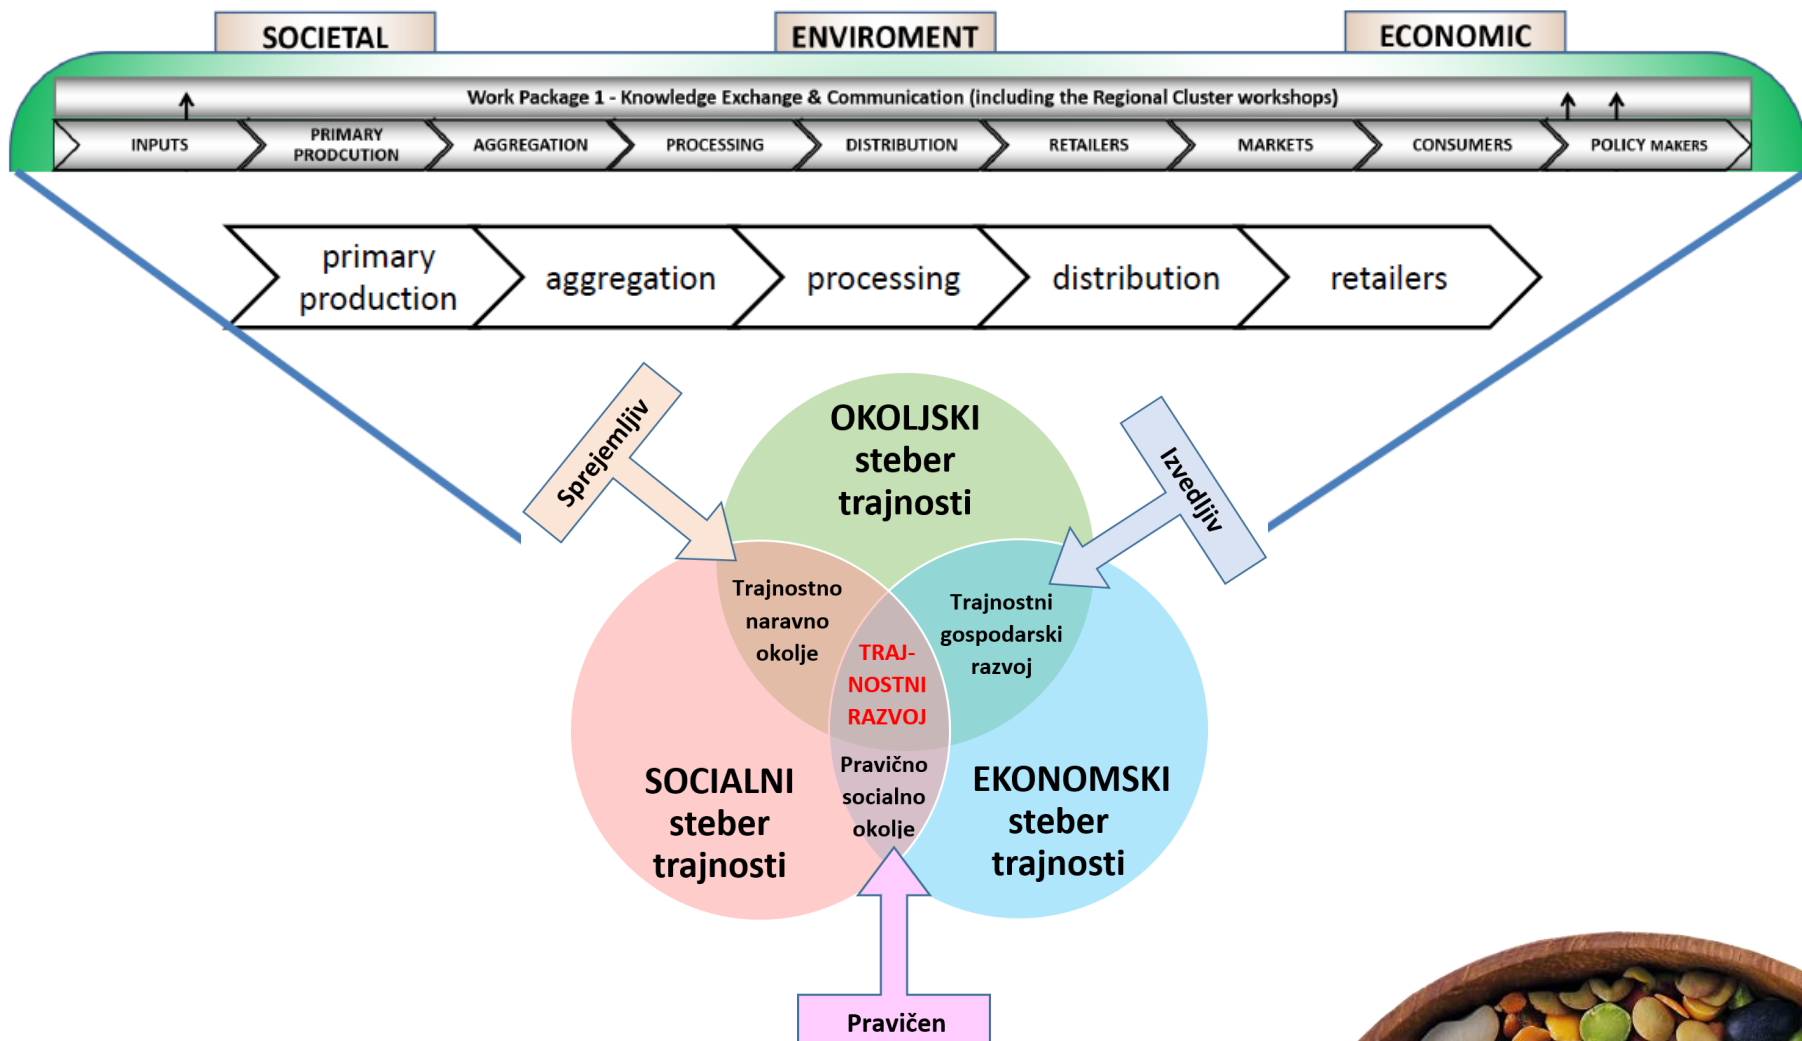 SOCIETAL
ENVIROMENT
ECONOMIC
Work Package 1 - Knowledge Exchange & Communication (including the Regional Cluster workshops)
INPUTS
PRIMARY
PRODCUTION
AGGREGATION
PROCESSING
DISTRIBUTION
RETAILERS
MARKETS
CONSUMERS
POLICY MAKERS
primary
production
aggregation
processing
distribution
retailers
Sprejemljiv
OKOLJSKI
steber
trajnosti
Izvedljiv
Trajnostno
naravno
okolje
Trajnostni
gospodarski
razvoj
TRAJ-
NOSTNI
RAZVOJ
SOCIALNI
steber
trajnosti
Pravično
socialno
okolje
EKONOMSKI
steber
trajnosti
Pravičen